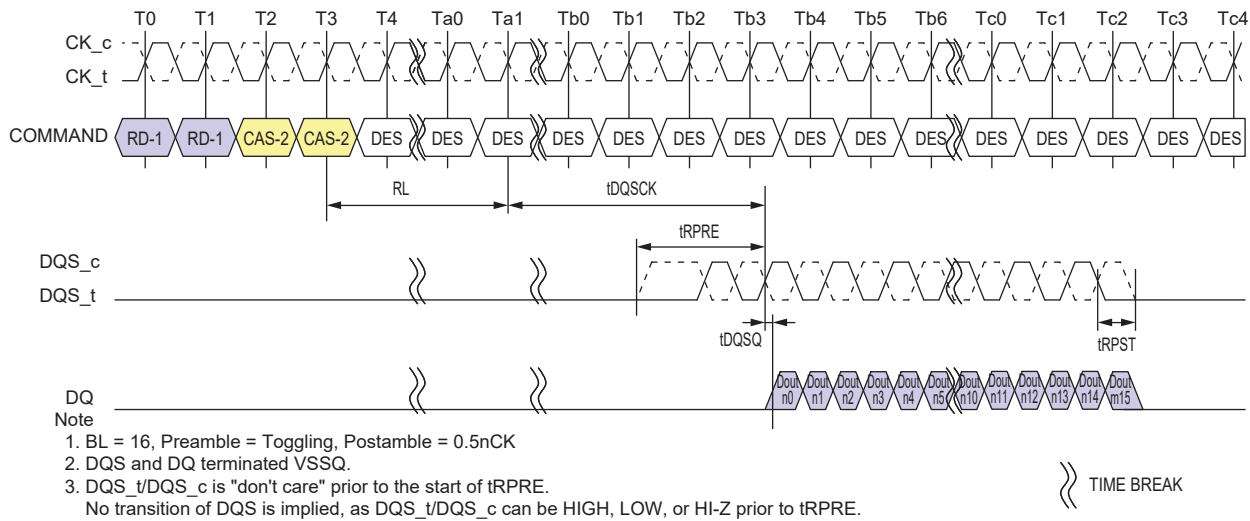 T0 T1 T2 T3 T4 Ta0 Ta1 Tb0 Tb1 Tb2 Tb3 Tb4 Tb5 Tb6 Tc0 Tc1 Tc2 Tc3 Tc4
CK_c
CK_t
COMMAND RD-1 RD-1 CAS-2 CAS-2 DES DES DES DES DES DES DES DES DES DES DES DES DES DES DES
RL tDQSCK
tRPRE
DQS_c
DQS_t
tDQSQ tRPST
DQ Dout n0 Dout n1 Dout n2 Dout n3 Dout n4 Dout n5 Dout n10 Dout n11 Dout n12 Dout n13 Dout n14 Dout m15
Note
1. BL = 16, Preamble = Toggling, Postamble = 0.5nCK
2. DQS and DQ terminated VSSQ.
3. DQS_t/DQS_c is "don't care" prior to the start of tRPRE.
No transition of DQS is implied, as DQS_t/DQS_c can be HIGH, LOW, or HI-Z prior to tRPRE.
TIME BREAK